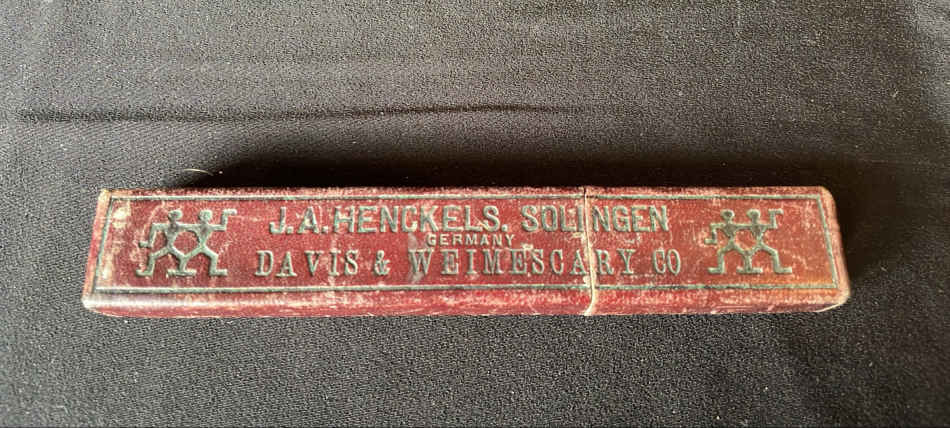 J.A.HENCKELS. SOLINGEN
GERMANY
DAVIS & WEIMESCARY CO